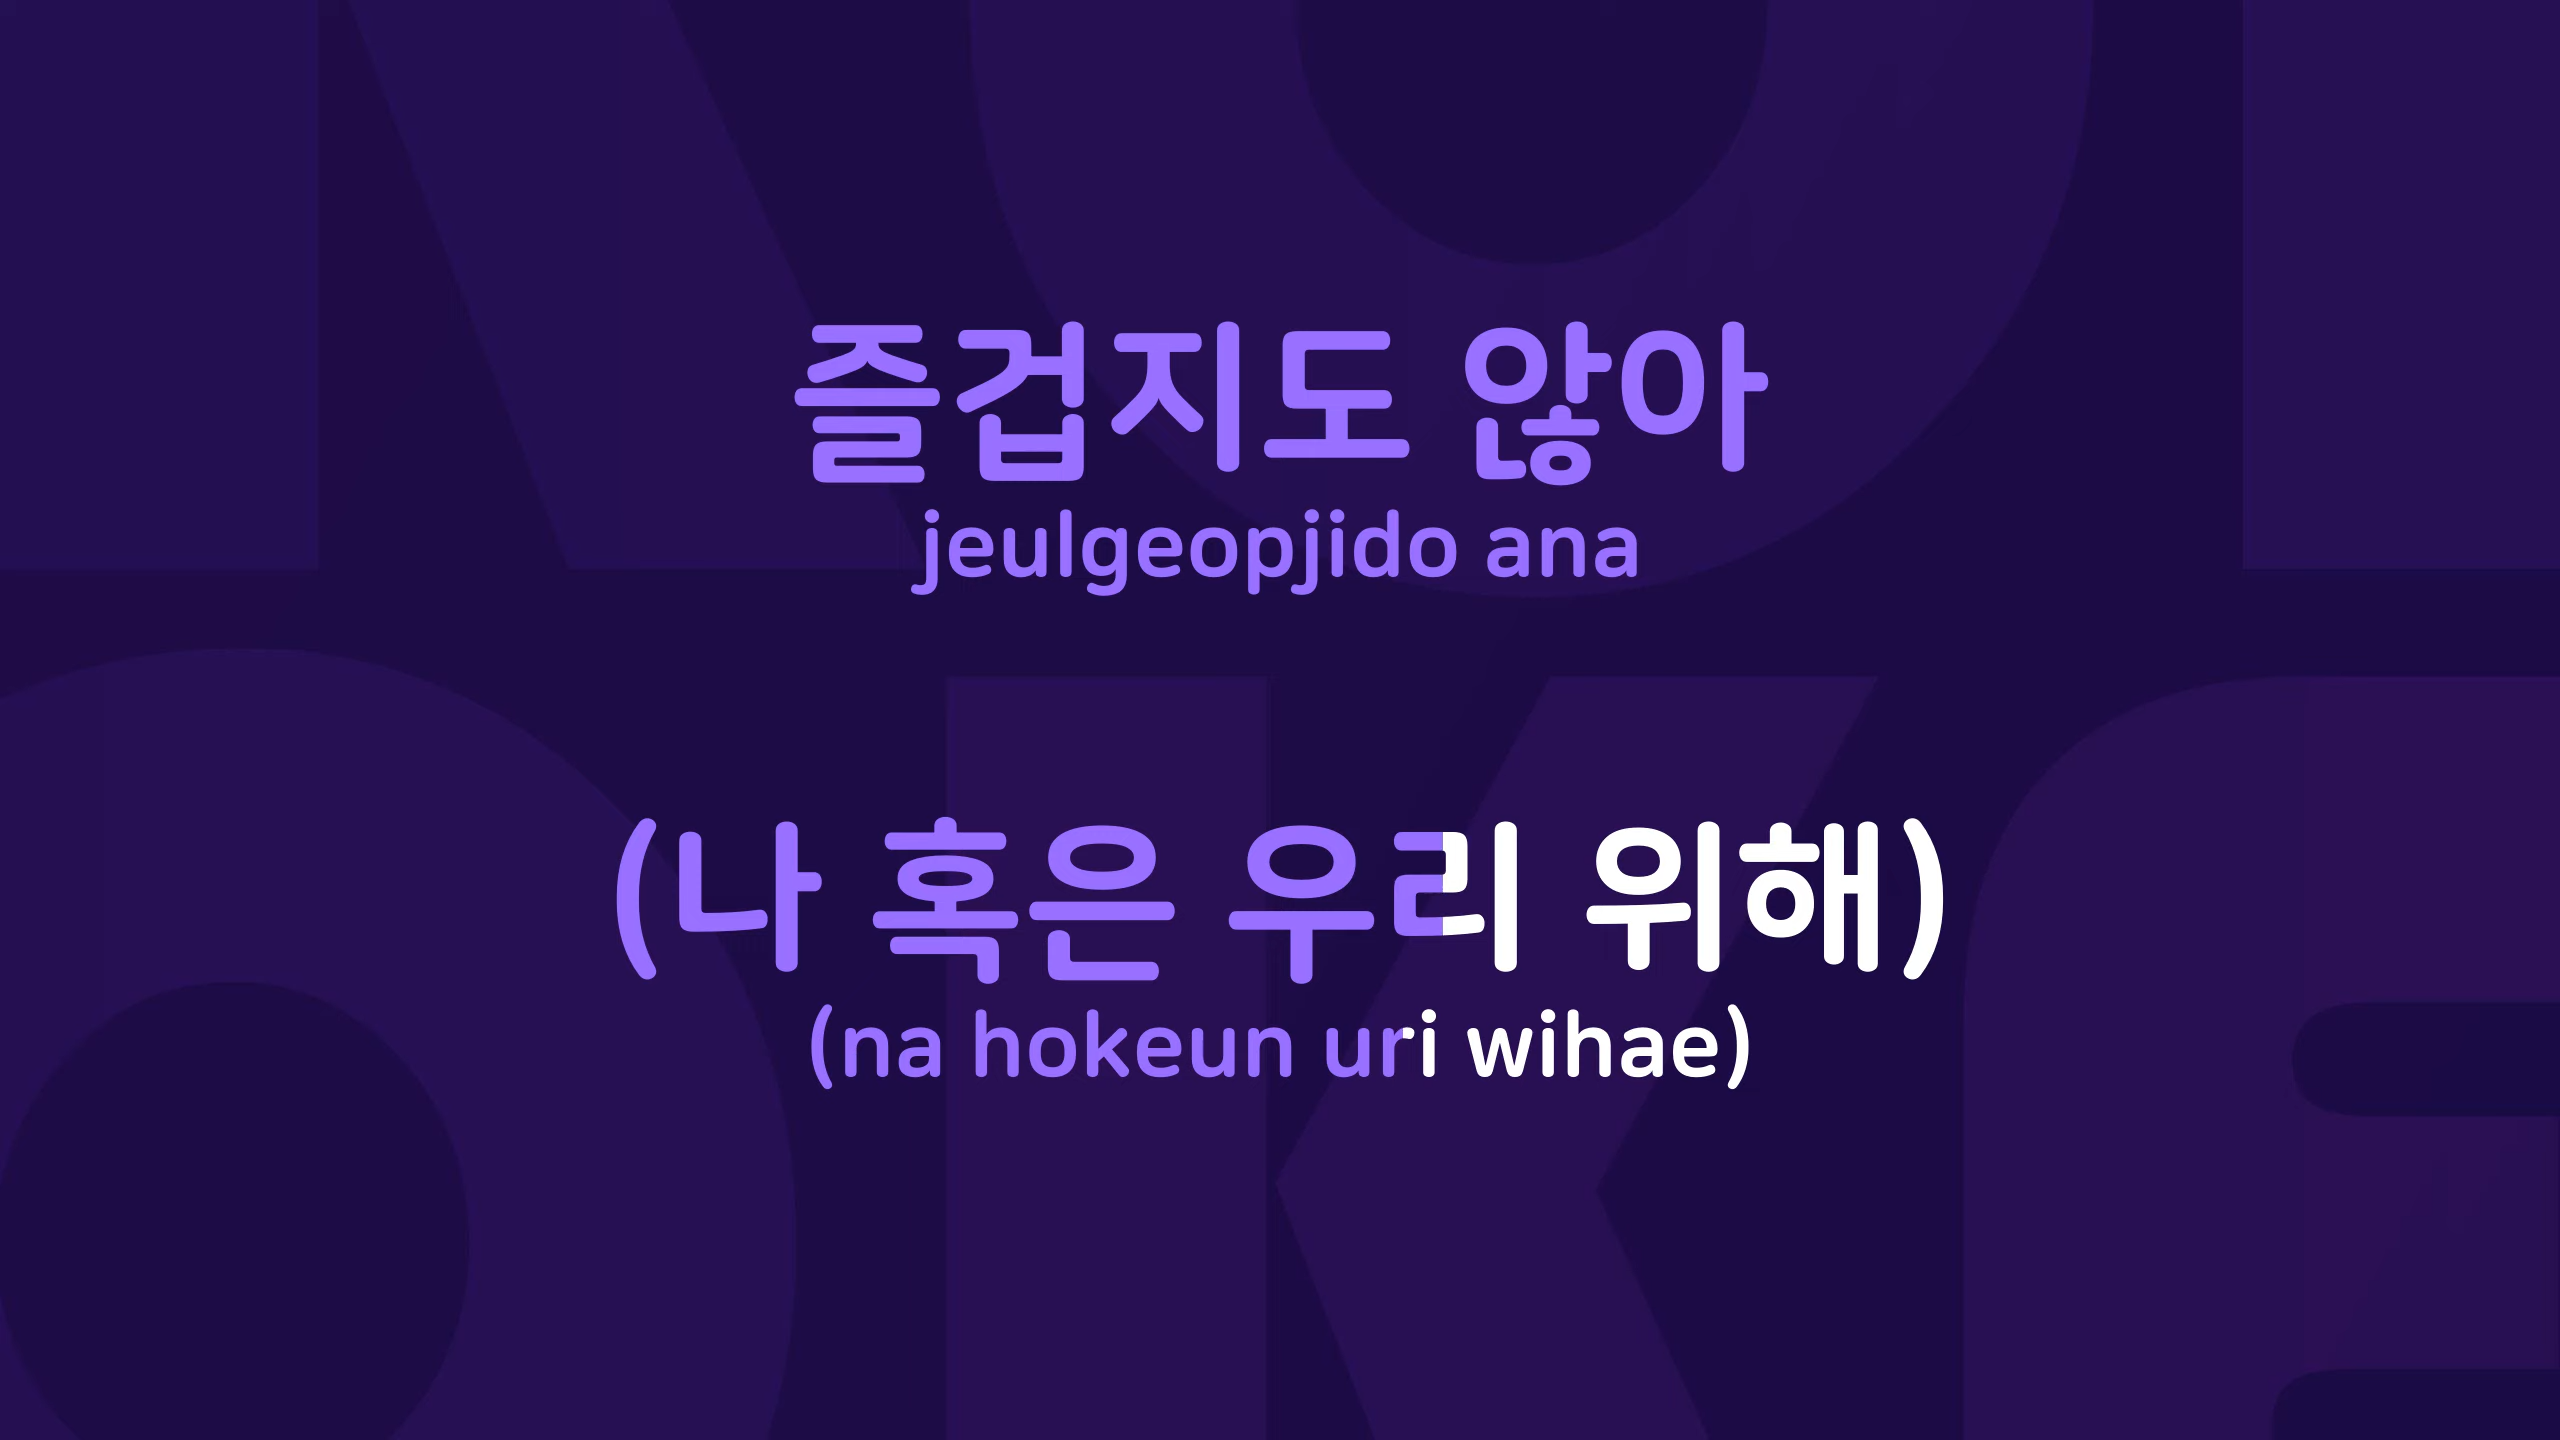 즐겁지도 않아
jeulgeopjido ana
(나 혹은 우리 위해)
(na hokeun uri wihae)